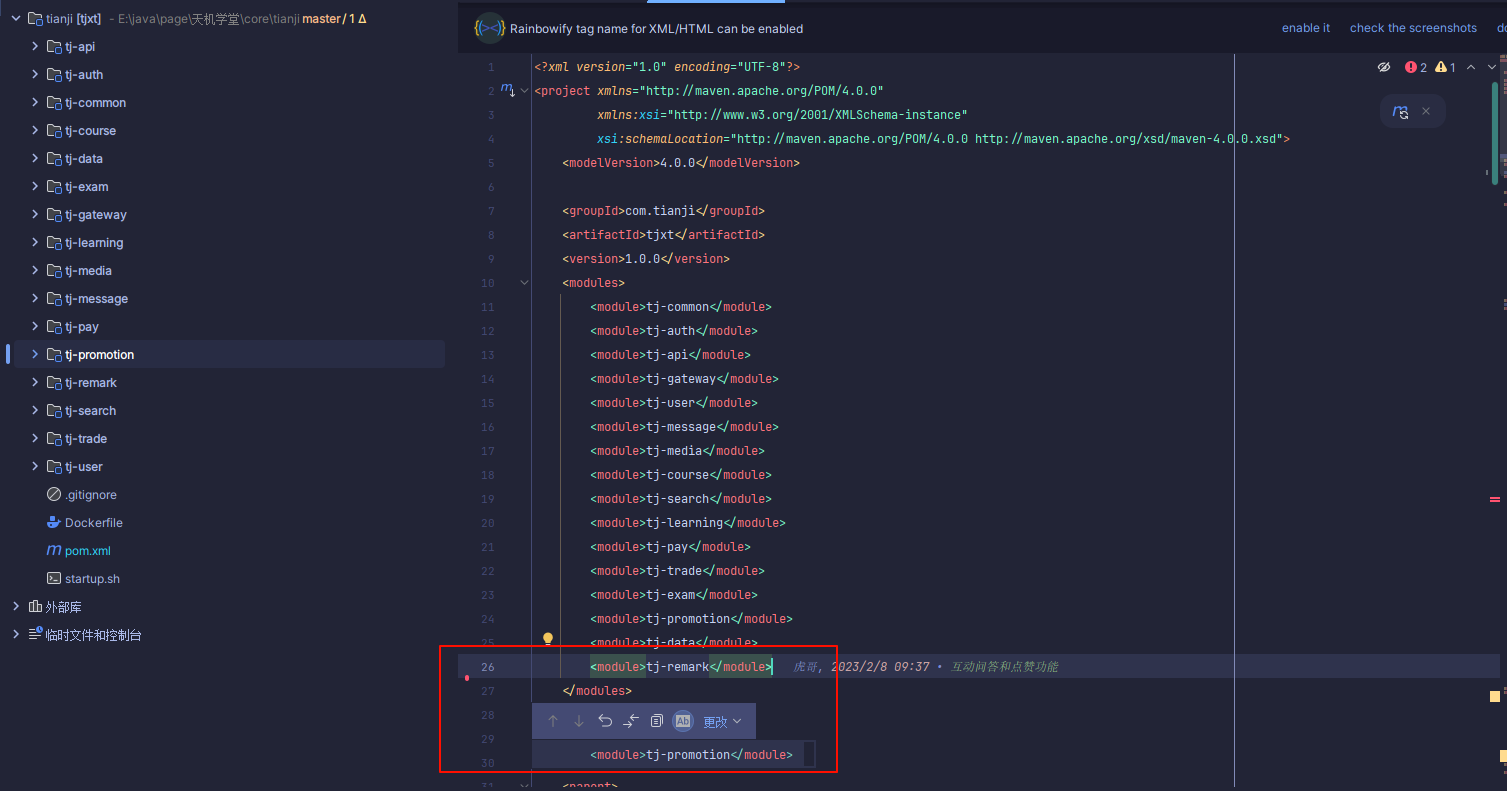 tianji [tjxt] - E:\java\page\天机学堂\core\tianji master / 1 Δ
tj-api
tj-auth
tj-common
tj-course
tj-data
tj-exam
tj-gateway
tj-learning
tj-media
tj-message
tj-pay
tj-promotion
tj-remark
tj-search
tj-trade
tj-user
.gitignore
Dockerfile
pom.xml
startup.sh
外部库
临时文件和控制台
Rainbowify tag name for XML/HTML can be enabled
enable it check the screenshots
2 1
1 <?xml version="1.0" encoding="UTF-8"?>
2 <project xmlns="http://maven.apache.org/POM/4.0.0"
3 xmlns:xsi="http://www.w3.org/2001/XMLSchema-instance"
4 xsi:schemaLocation="http://maven.apache.org/POM/4.0.0 http://maven.apache.org/xsd/maven-4.0.0.xsd">
5 <modelVersion>4.0.0</modelVersion>
6
7 <groupId>com.tianji</groupId>
8 <artifactId>tjxt</artifactId>
9 <version>1.0.0</version>
10 <modules>
11 <module>tj-common</module>
12 <module>tj-auth</module>
13 <module>tj-api</module>
14 <module>tj-gateway</module>
15 <module>tj-user</module>
16 <module>tj-message</module>
17 <module>tj-media</module>
18 <module>tj-course</module>
19 <module>tj-search</module>
20 <module>tj-learning</module>
21 <module>tj-pay</module>
22 <module>tj-trade</module>
23 <module>tj-exam</module>
24 <module>tj-promotion</module>
25 <module>tj-data</module>
26 <module>tj-remark</module> 虎哥, 2023/2/8 09:37 • 互动问答和点赞功能
27 </modules>
28 Ab 更改
29
<module>tj-promotion</module>
30
31 <parent>